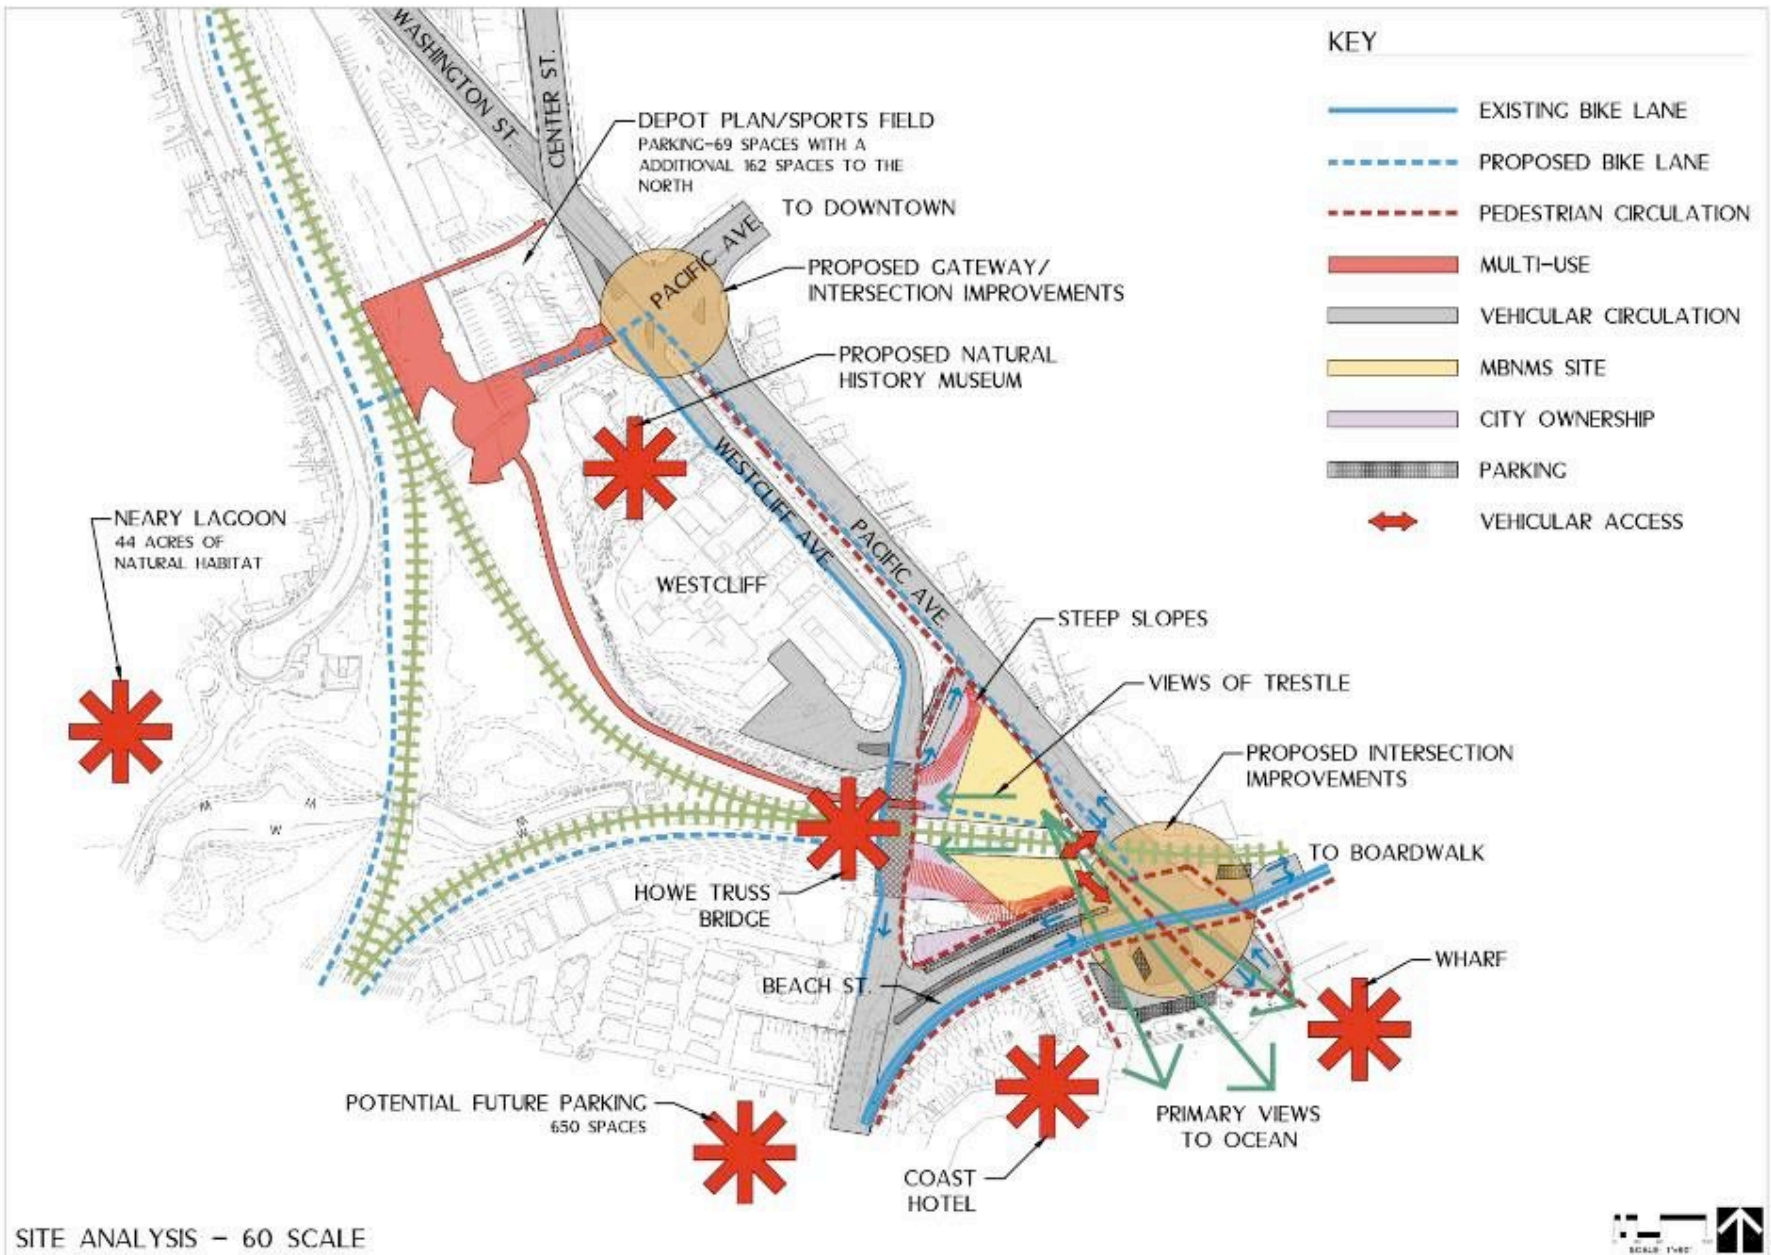 WASHINGTON ST.
CENTER ST.
DEPOT PLAN/SPORTS FIELD
PARKING-69 SPACES WITH A
ADDITIONAL 162 SPACES TO THE
NORTH
PACIFIC AVE
TO DOWNTOWN
PROPOSED GATEWAY/
INTERSECTION IMPROVEMENTS
PROPOSED NATURAL
HISTORY MUSEUM
WESTCLIFF AVE
PACIFIC AVE.
NEARY LAGOON
44 ACRES OF
NATURAL HABITAT
WESTCLIFF
STEEP SLOPES
VIEWS OF TRESTLE
PROPOSED INTERSECTION
IMPROVEMENTS
TO BOARDWALK
HOWE TRUSS
BRIDGE
BEACH ST.
WHARF
POTENTIAL FUTURE PARKING
650 SPACES
COAST
HOTEL
PRIMARY VIEWS
TO OCEAN
KEY
EXISTING BIKE LANE
PROPOSED BIKE LANE
PEDESTRIAN CIRCULATION
MULTI-USE
VEHICULAR CIRCULATION
MBNMS SITE
CITY OWNERSHIP
PARKING
VEHICULAR ACCESS
SITE ANALYSIS - 60 SCALE
SCALE: 1"=60'